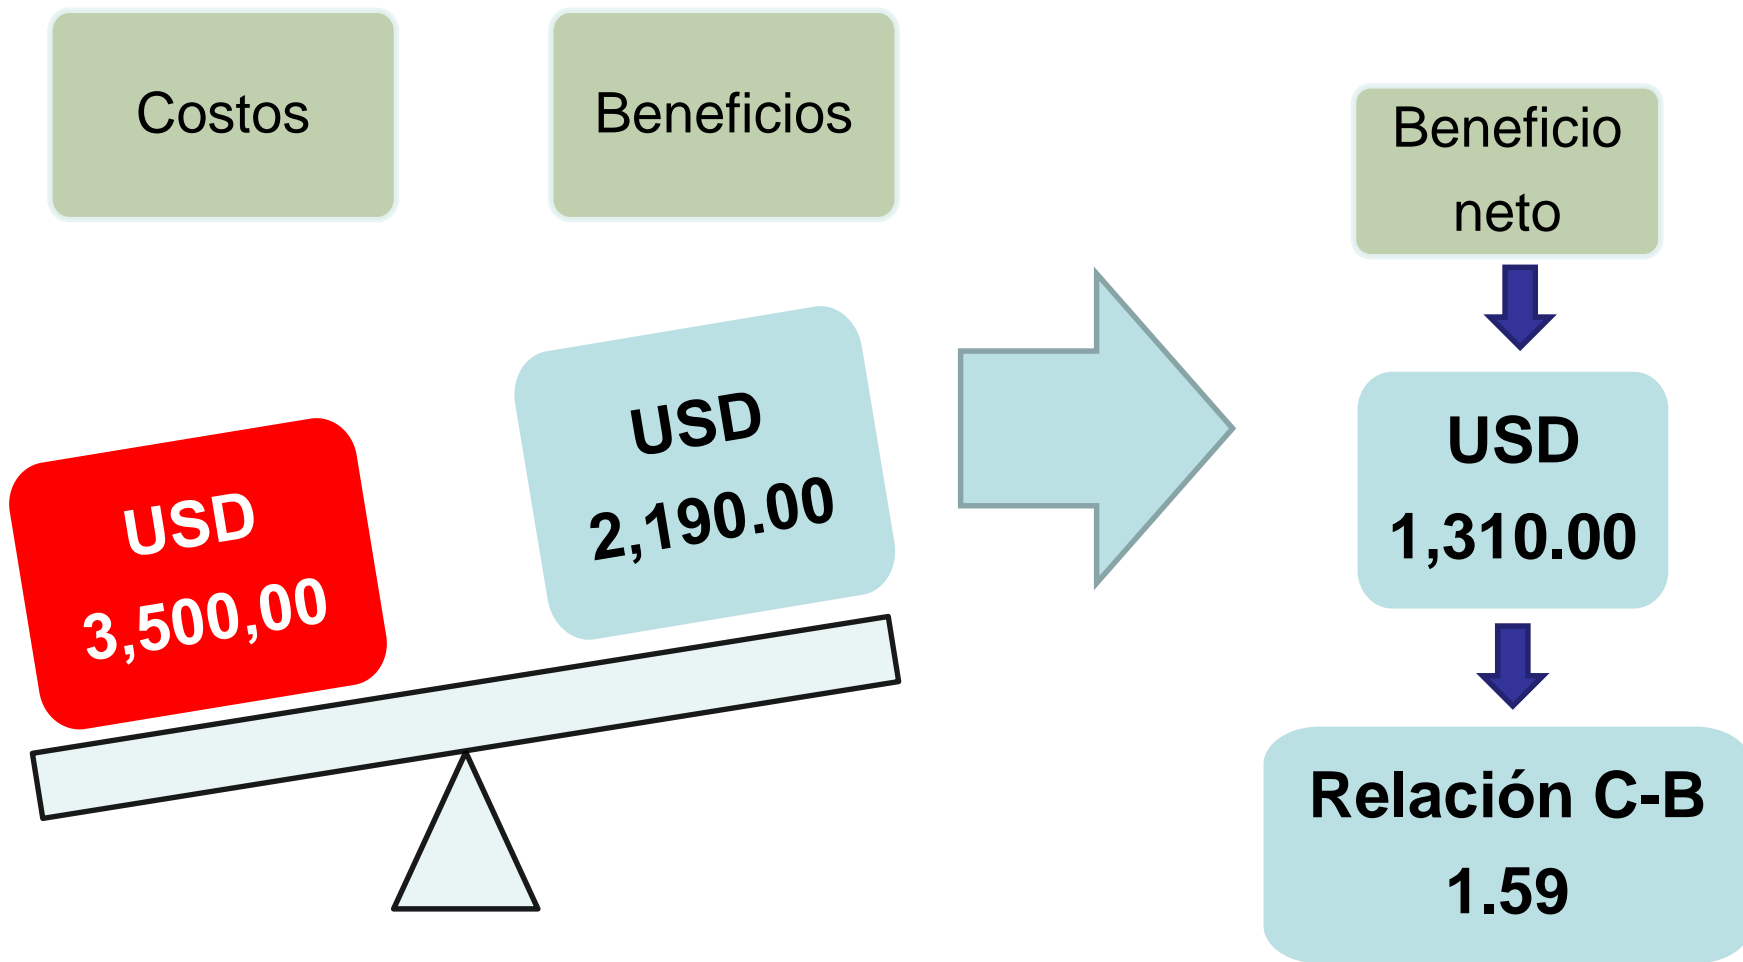 Costos
Beneficios
USD
3,500,00
USD
2,190.00
Beneficio
neto
USD
1,310.00
Relación C-B
1.59